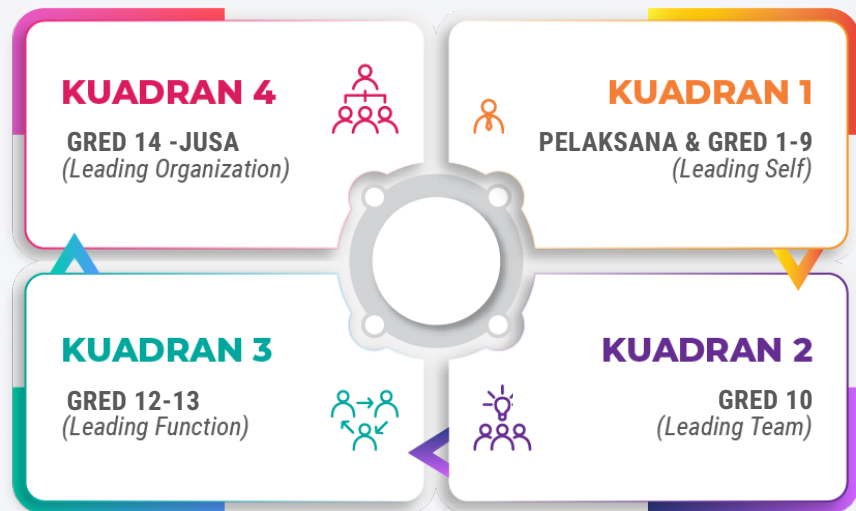 KUADRAN 4
GRED 14 -JUSA
(Leading Organization)
KUADRAN 1
PELAKSANA & GRED 1-9
(Leading Self)
KUADRAN 3
GRED 12-13
(Leading Function)
KUADRAN 2
GRED 10
(Leading Team)